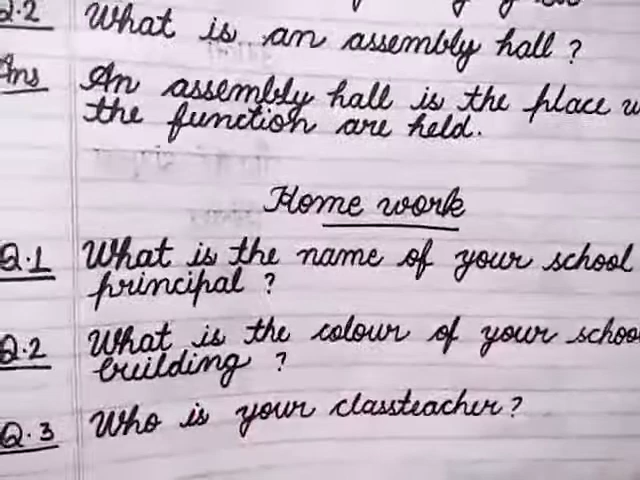 Q.2 What is an assembly hall ?
Ans An assembly hall is the place
the function are held.
Home work
Q.1 What is the name of your school
principal ?
Q.2 What is the colour of your school
building ?
Q.3 Who is your classteacher ?